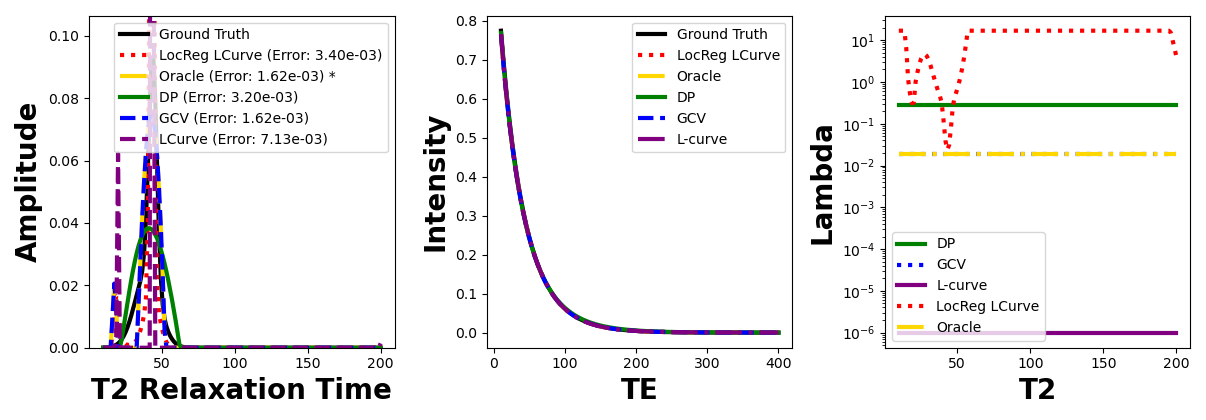 Amplitude
0.10
0.08
0.06
0.04
0.02
0.00
50
100
150
200
T2 Relaxation Time
Ground Truth
LocReg LCurve (Error: 3.40e-03)
Oracle (Error: 1.62e-03) *
DP (Error: 3.20e-03)
GCV (Error: 1.62e-03)
LCurve (Error: 7.13e-03)
Intensity
0.8
0.7
0.6
0.5
0.4
0.3
0.2
0.1
0.0
0
100
200
300
400
TE
Ground Truth
LocReg LCurve
Oracle
DP
GCV
L-curve
Lambda
10^1
10^0
10^-1
10^-2
10^-3
10^-4
10^-5
10^-6
50
100
150
200
T2
DP
GCV
L-curve
LocReg LCurve
Oracle